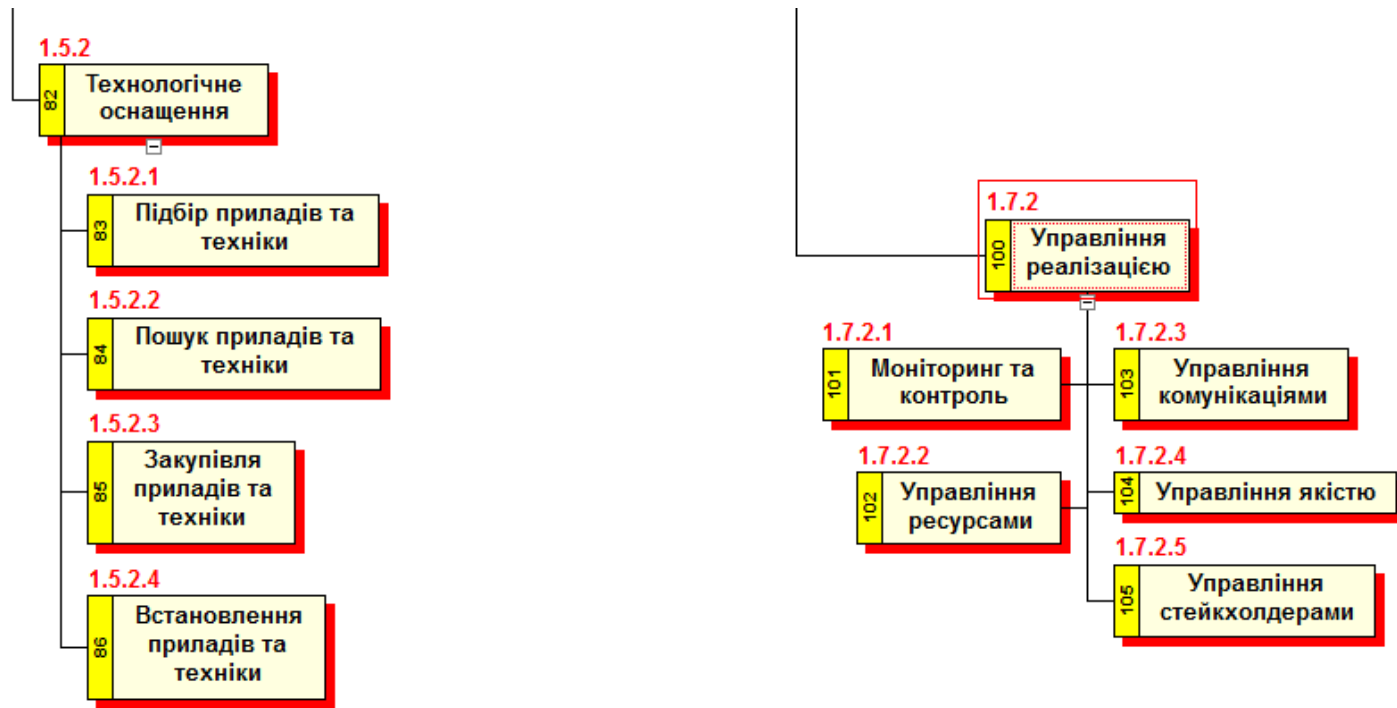 1.5.2
82
Технологічне
оснащення
1.5.2.1
83
Підбір приладів та
техніки
1.5.2.2
84
Пошук приладів та
техніки
1.5.2.3
85
Закупівля
приладів та
техніки
1.5.2.4
86
Встановлення
приладів та
техніки
1.7.2
100
Управління
реалізацією
1.7.2.1
101
Моніторинг та
контроль
1.7.2.2
102
Управління
ресурсами
1.7.2.3
103
Управління
комунікаціями
1.7.2.4
104
Управління якістю
1.7.2.5
105
Управління
стейкхолдерами